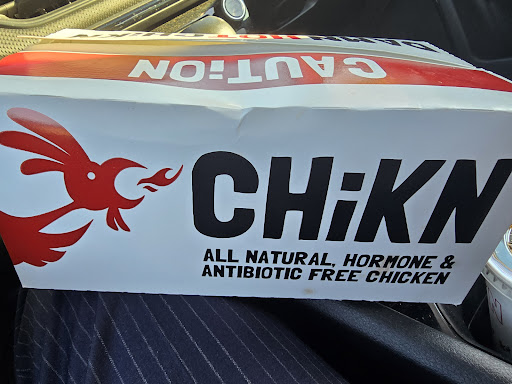 CAUTiON
CHiKN
ALL NATURAL, HORMONE &
ANTIBIOTIC FREE CHICKEN